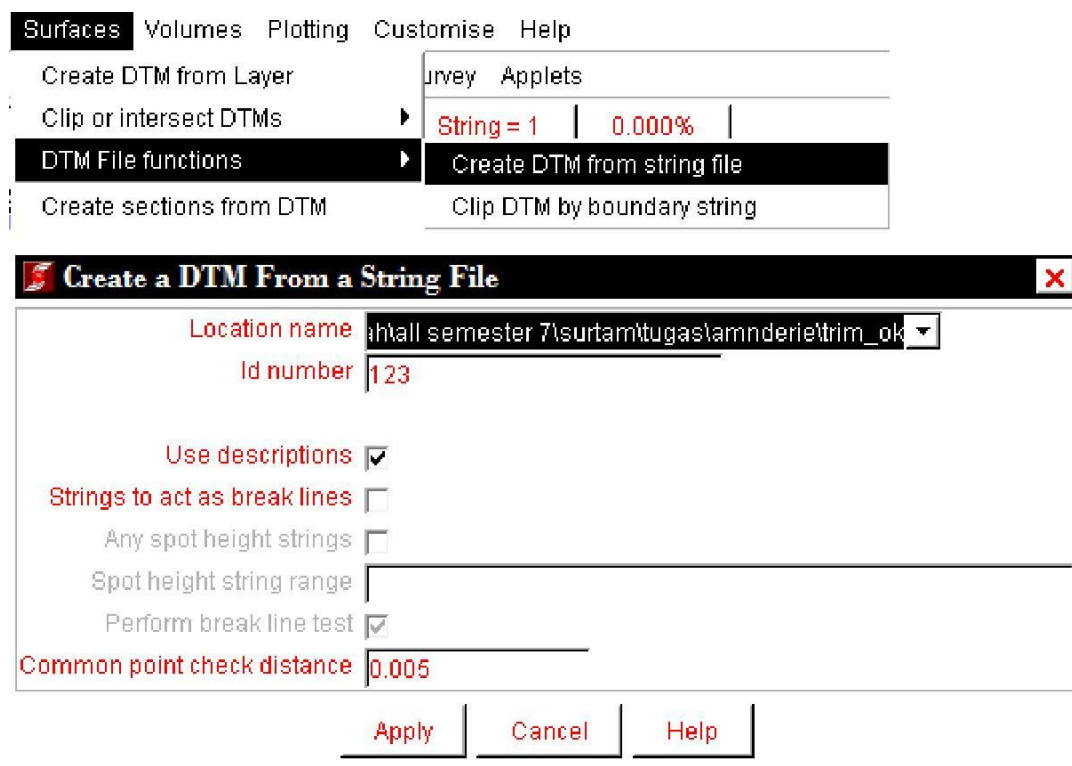 Surfaces Volumes Plotting Customise Help
Create DTM from Layer
urvey Applets
Clip or intersect DTMs
String = 1 0.000%
DTM File functions
Create DTM from string file
Create sections from DTM
Clip DTM by boundary string
Create a DTM From a String File
Location name ah\all semester 7\surtam\tugas\amnderie\trim_ok
Id number 123
Use descriptions
Strings to act as break lines
Any spot height strings
Spot height string range
Perform break line test
Common point check distance 0.005
Apply Cancel Help